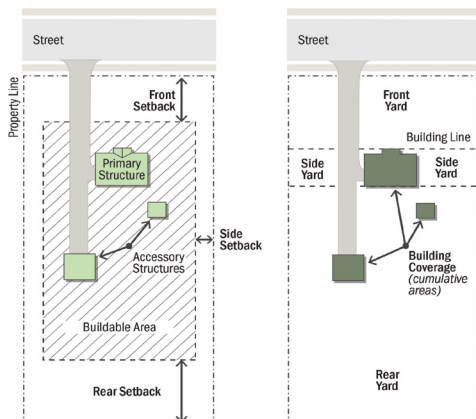 Street
Property Line
Front
Setback
Primary
Structure
Side
Setback
Accessory
Structures
Buildable Area
Rear Setback
Street
Front
Yard
Building Line
Side
Yard
Side
Yard
Building
Coverage
(cumulative
areas)
Rear
Yard